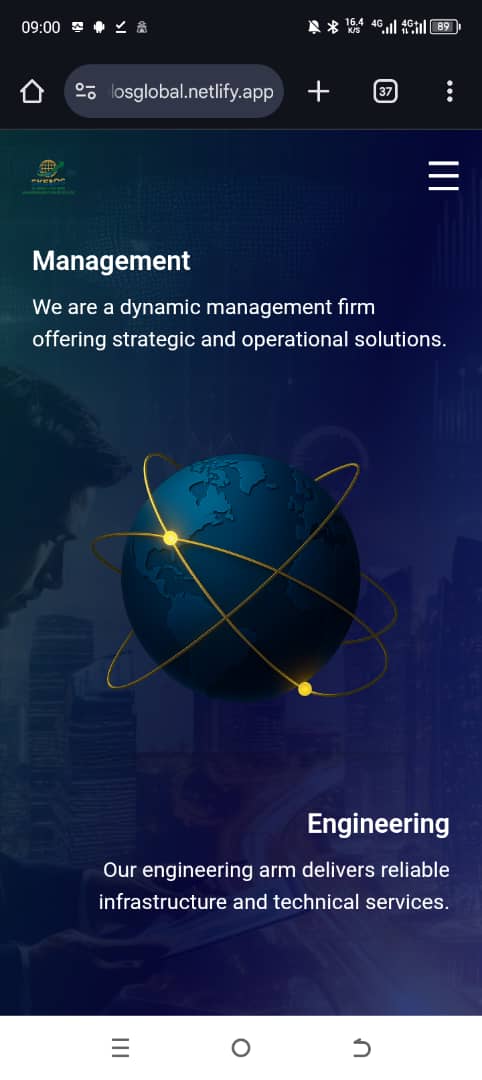 09:00
16.4
K/S
4G
4G+
89
losglobal.netlify.app
37
Management
We are a dynamic management firm
offering strategic and operational solutions.
Engineering
Our engineering arm delivers reliable
infrastructure and technical services.